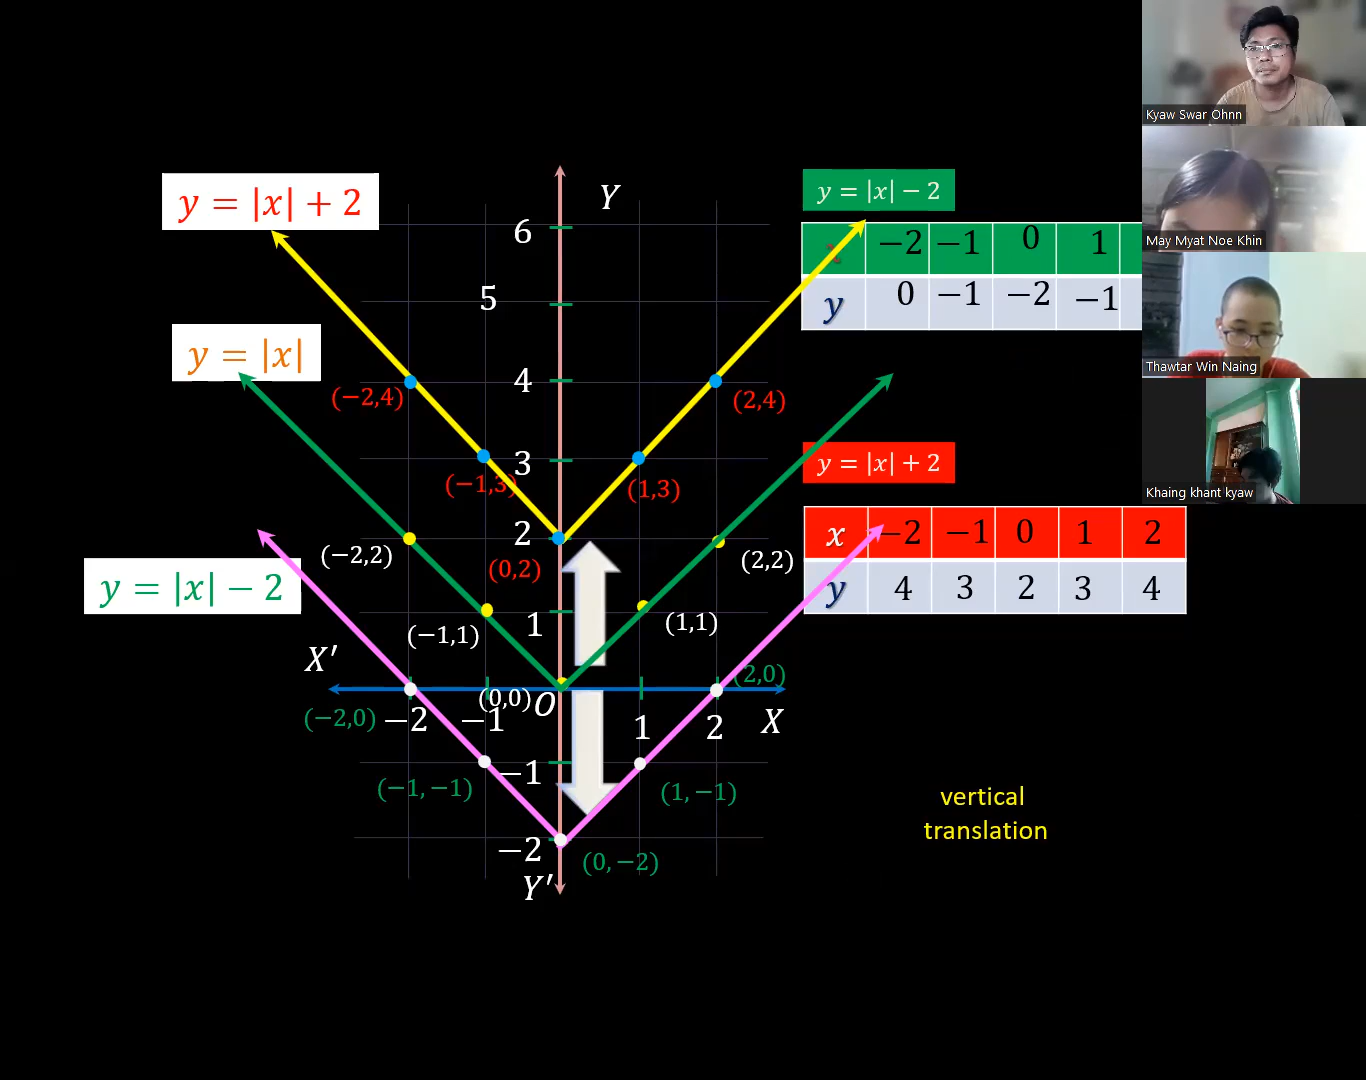 Kyaw Swar Ohnn
y = |x| + 2
Y
y = |x| − 2
6
−2 −1 0 1
May Myat Noe Khin
5
y 0 −1 −2 −1
y = |x|
4
Thawtar Win Naing
(−2,4)
(2,4)
3
y = |x| + 2
(−1,3)
(1,3)
Khaing khant kyaw
2
x −2 −1 0 1 2
(−2,2)
(0,2)
(2,2)
y = |x| − 2
y 4 3 2 3 4
1
(−1,1)
(1,1)
X′
(2,0)
(0,0)
O
(−2,0)
−2 −1 1 2
X
−1
(−1, −1)
(1, −1)
vertical
translation
−2
(0, −2)
Y′